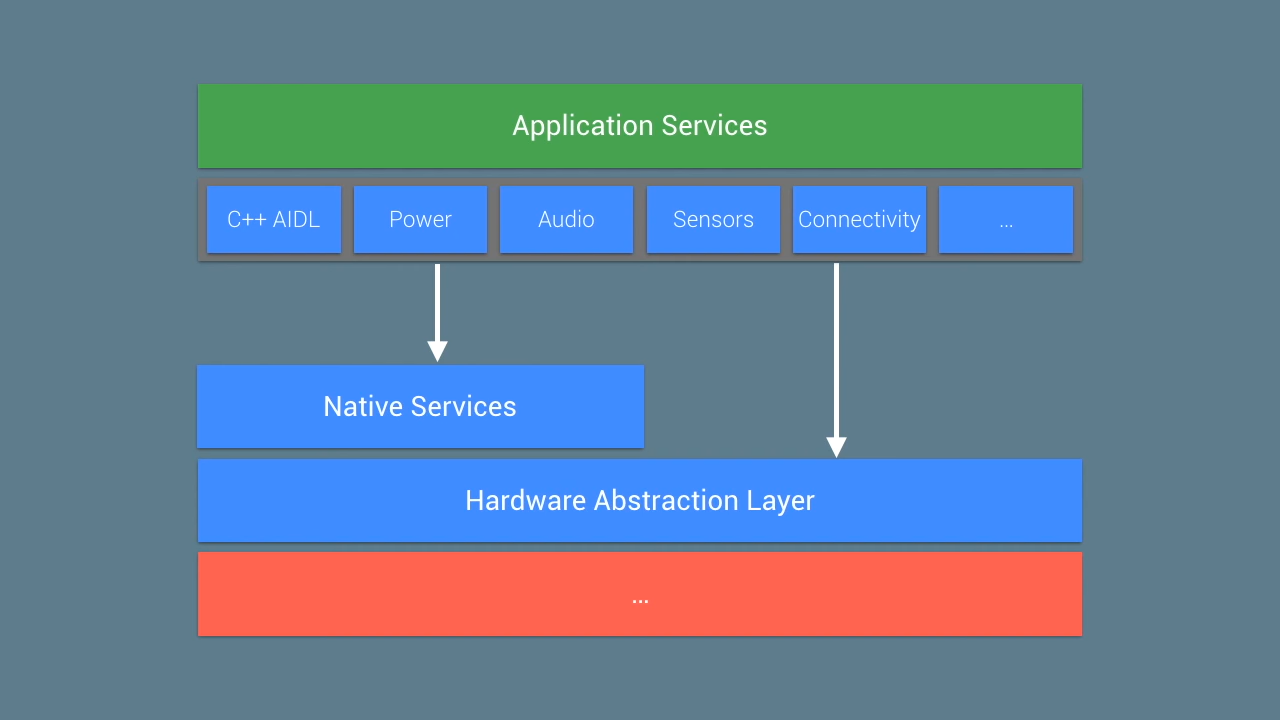 Application Services
C++ AIDL
Power
Audio
Sensors
Connectivity
...
Native Services
Hardware Abstraction Layer
...